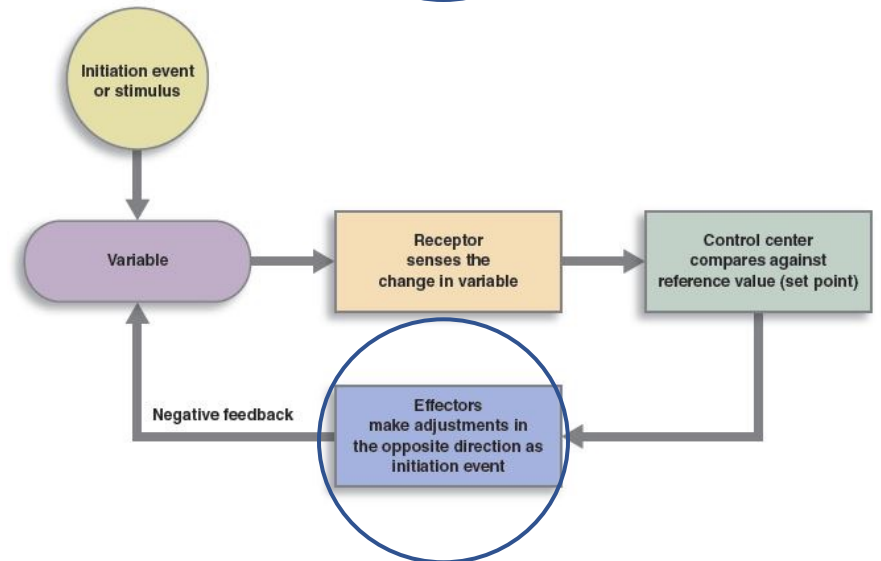 Initiation event
or stimulus
Variable
Receptor
senses the
change in variable
Control center
compares against
reference value (set point)
Effectors
make adjustments in
the opposite direction as
initiation event
Negative feedback